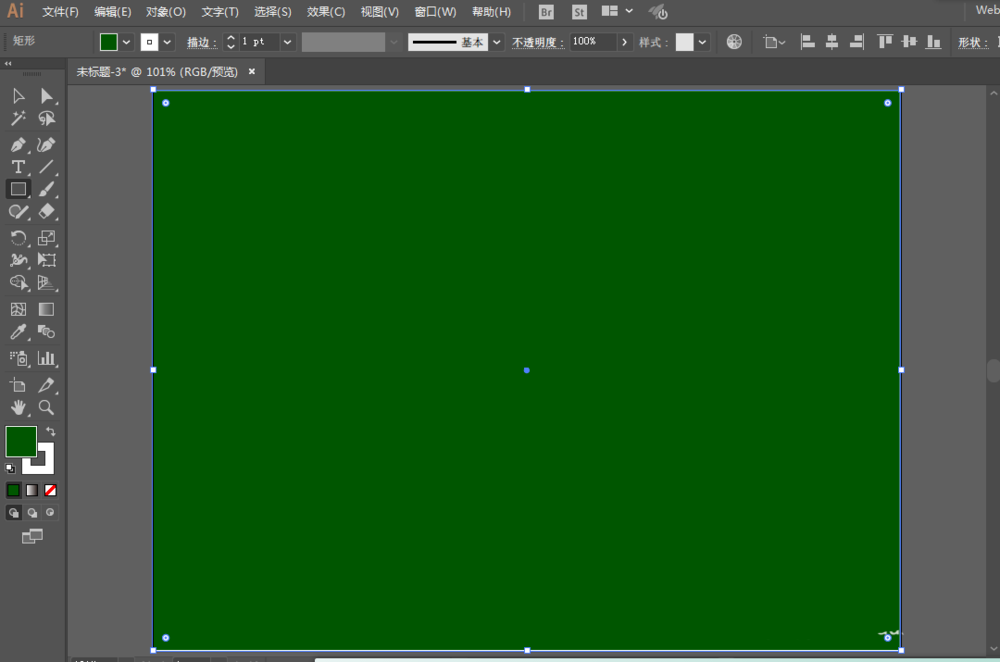 Ai 文件(F) 编辑(E) 对象(O) 文字(T) 选择(S) 效果(C) 视图(V) 窗口(W) 帮助(H) Br St Web
矩形 描边： 1 pt 基本 不透明度： 100% 样式： 形状：
未标题-3* @ 101% (RGB/预览) ×
T